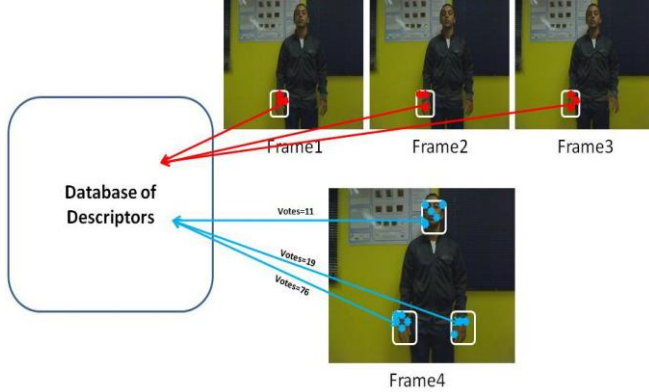 Frame1
Frame2
Frame3
Database of
Descriptors
Votes=11
Votes=19
Votes=76
Frame4